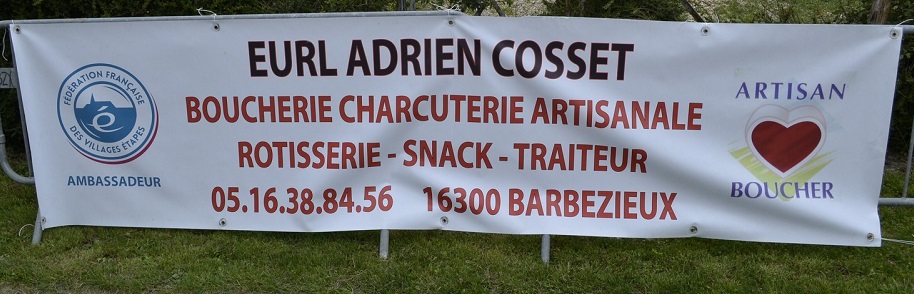 EURL ADRIEN COSSET
BOUCHERIE CHARCUTERIE ARTISANALE
ROTISSERIE - SNACK - TRAITEUR
05.16.38.84.56 16300 BARBEZIEUX
FÉDÉRATION FRANÇAISE
é
DES VILLAGES ÉTAPES
AMBASSADEUR
ARTISAN
BOUCHER